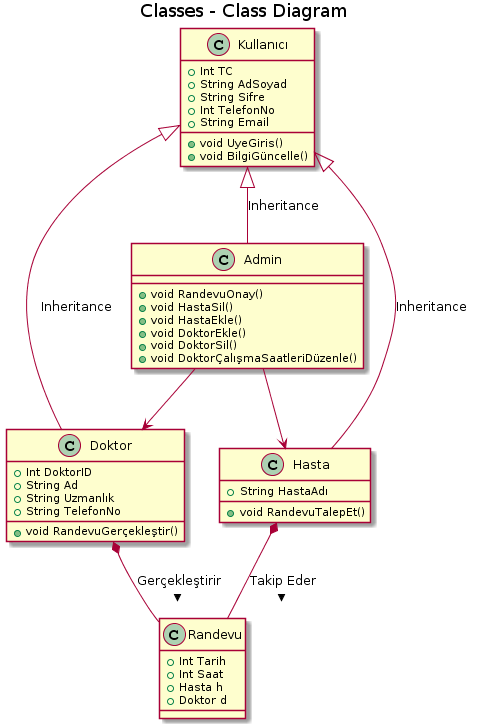 Classes - Class Diagram
C Kullanıcı
Int TC
String AdSoyad
String Sifre
Int TelefonNo
String Email
void UyeGiris()
void BilgiGüncelle()
Inheritance
C Admin
void RandevuOnay()
void HastaSil()
void HastaEkle()
void DoktorEkle()
void DoktorSil()
void DoktorÇalışmaSaatleriDüzenle()
Inheritance
Inheritance
C Doktor
Int DoktorID
String Ad
String Uzmanlık
String TelefonNo
void RandevuGerçekleştir()
C Hasta
String HastaAdı
void RandevuTalepEt()
Gerçekleştirir
Takip Eder
C Randevu
Int Tarih
Int Saat
Hasta h
Doktor d